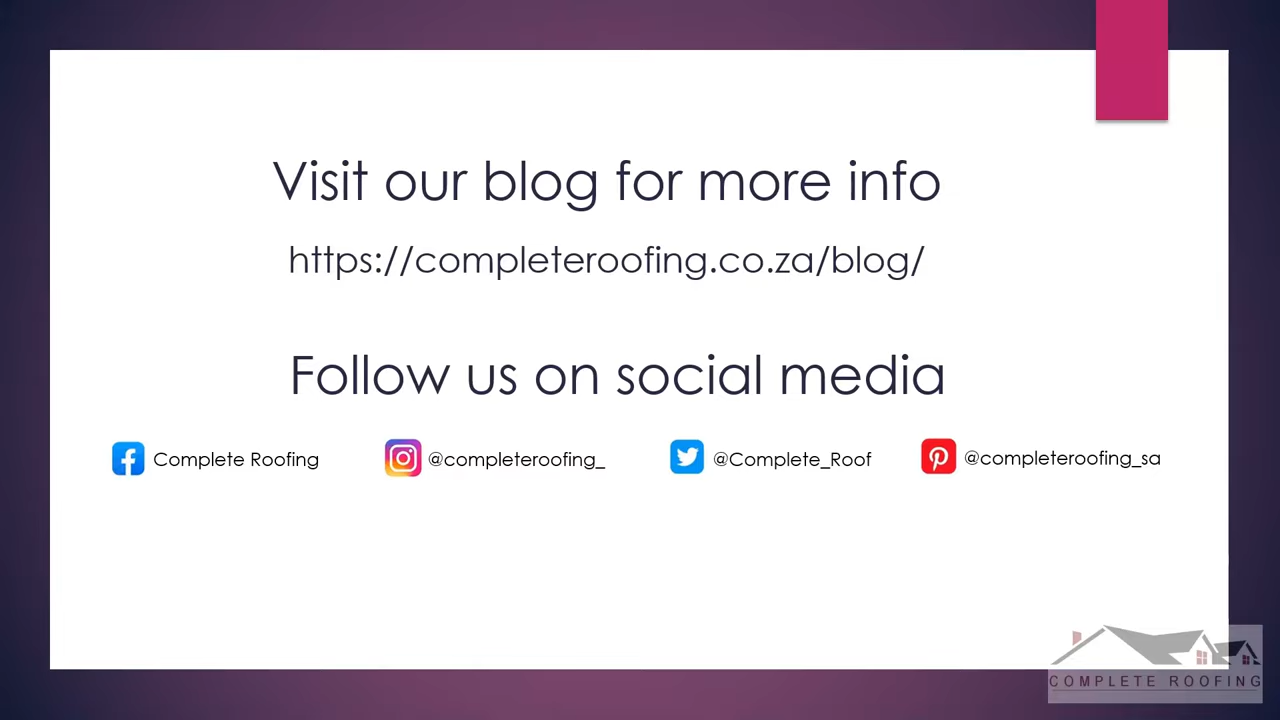 Visit our blog for more info
https://completeroofing.co.za/blog/
Follow us on social media
Complete Roofing @completeroofing_ @Complete_Roof @completeroofing_sa
COMPLETE ROOFING